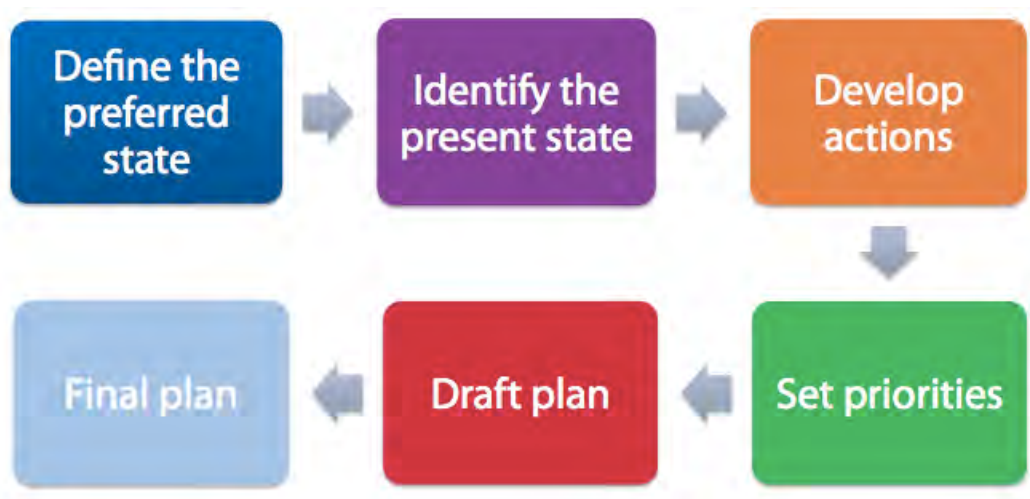 Define the
preferred
state
Identify the
present state
Develop
actions
Set priorities
Draft plan
Final plan